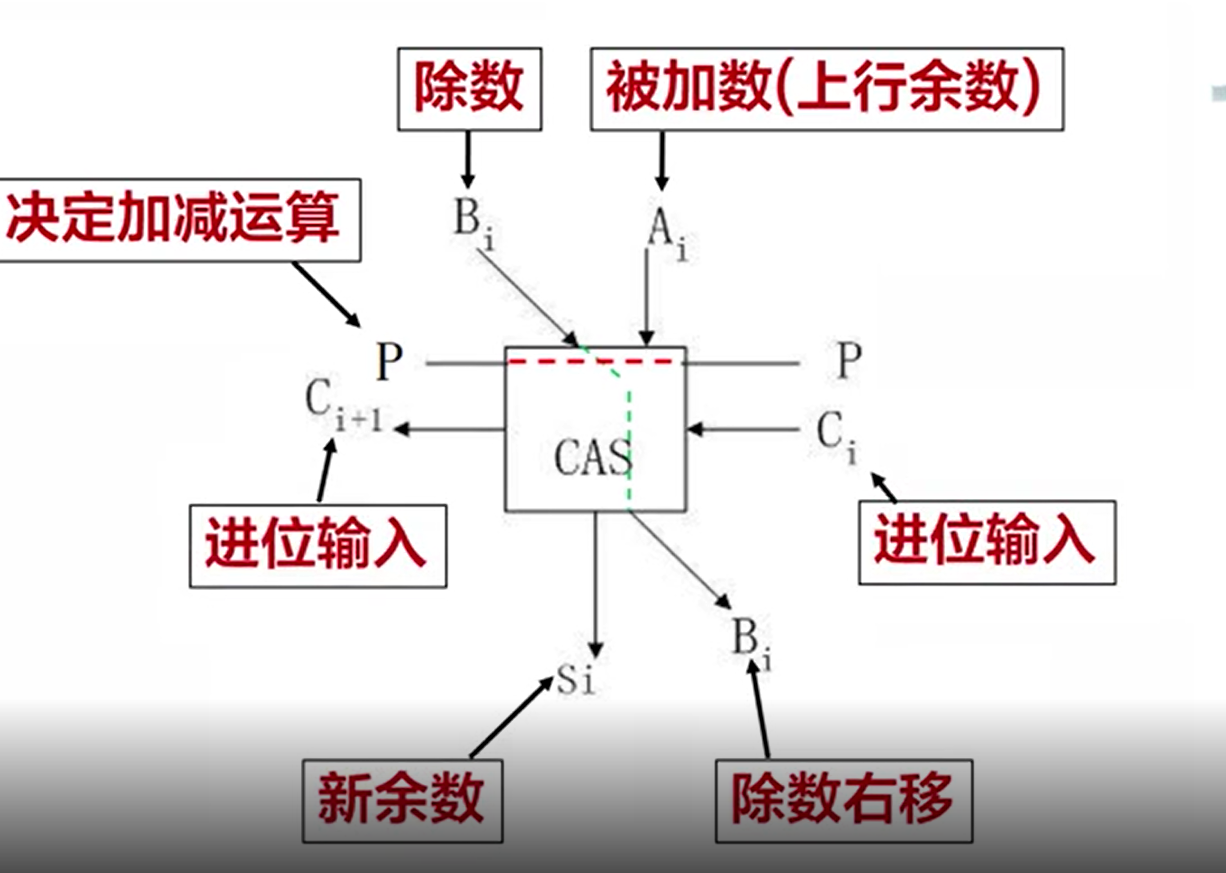 除数
被加数(上行余数)
决定加减运算
B_i
A_i
P
P
C_{i+1}
C_i
CAS
进位输入
进位输入
B_i
Si
新余数
除数右移